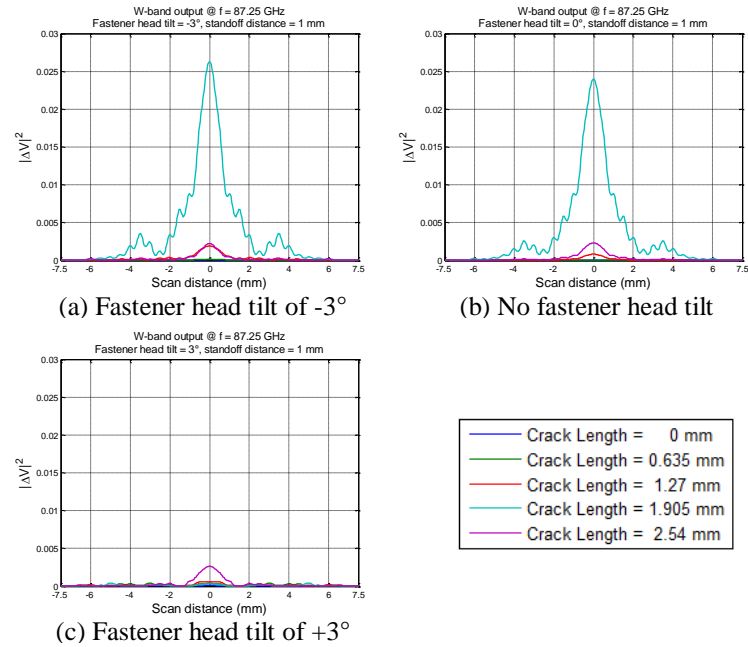 W-band output @ f = 87.25 GHz
Fastener head tilt = -3°, standoff distance = 1 mm
0.03
0.025
0.02
0.015
0.01
0.005
0
|ΔV|²
-7.5 -6 -4 -2 0 2 4 6 7.5
Scan distance (mm)
(a) Fastener head tilt of -3°
W-band output @ f = 87.25 GHz
Fastener head tilt = 0°, standoff distance = 1 mm
0.03
0.025
0.02
0.015
0.01
0.005
0
|ΔV|²
-7.5 -6 -4 -2 0 2 4 6 7.5
Scan distance (mm)
(b) No fastener head tilt
W-band output @ f = 87.25 GHz
Fastener head tilt = 3°, standoff distance = 1 mm
0.03
0.025
0.02
0.015
0.01
0.005
0
|ΔV|²
-7.5 -6 -4 -2 0 2 4 6 7.5
Scan distance (mm)
(c) Fastener head tilt of +3°
Crack Length = 0 mm
Crack Length = 0.635 mm
Crack Length = 1.27 mm
Crack Length = 1.905 mm
Crack Length = 2.54 mm